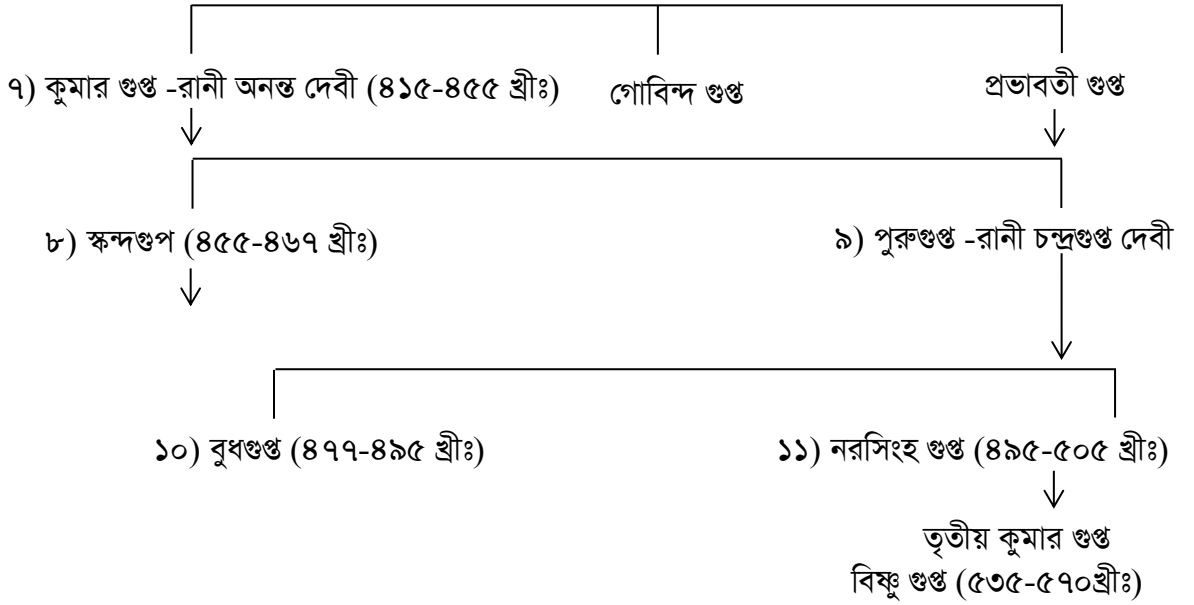 ৭) কুমার গুপ্ত -রানী অনন্ত দেবী (৪১৫-৪৫৫ খ্রীঃ) গোবিন্দ গুপ্ত প্রভাবতী গুপ্ত
৮) স্কন্দগুপ (৪৫৫-৪৬৭ খ্রীঃ) ৯) পুরুগুপ্ত -রানী চন্দ্রগুপ্ত দেবী
১০) বুধগুপ্ত (৪৭৭-৪৯৫ খ্রীঃ) ১১) নরসিংহ গুপ্ত (৪৯৫-৫০৫ খ্রীঃ)
তৃতীয় কুমার গুপ্ত
বিষ্ণু গুপ্ত (৫৩৫-৫৭০খ্রীঃ)